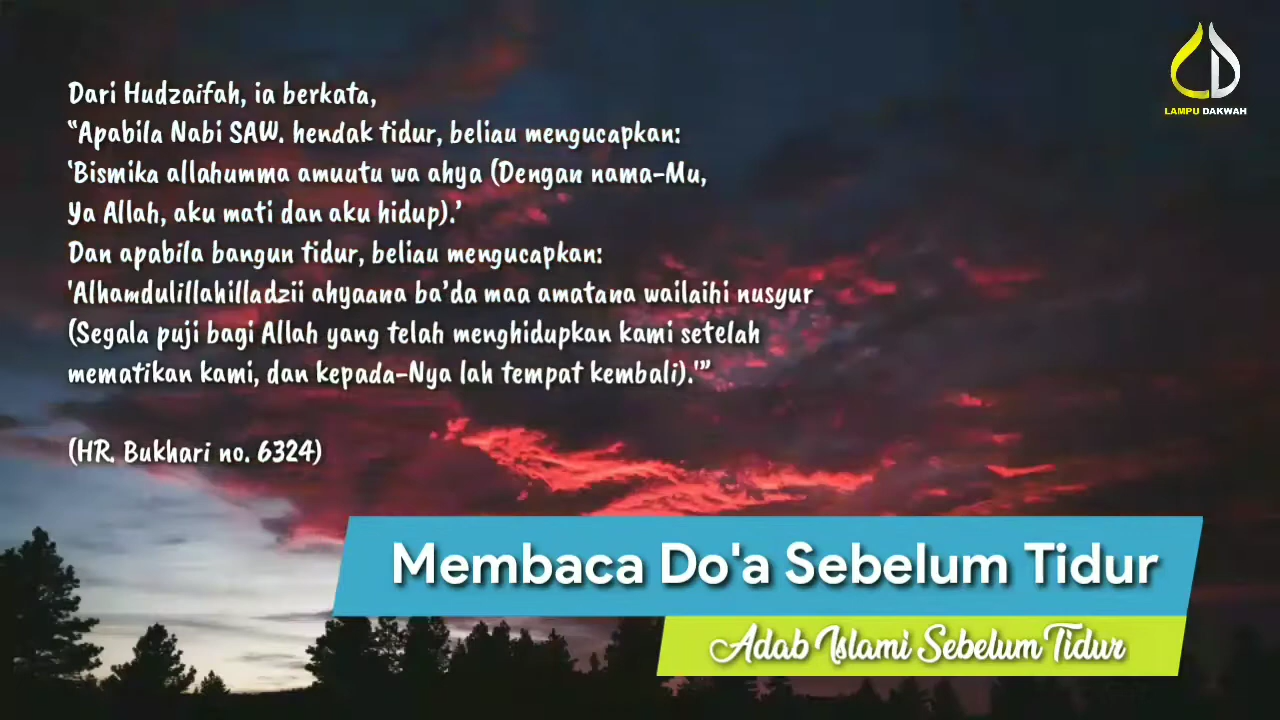 LAMPU DAKWAH
Dari Hudzaifah, ia berkata,
“Apabila Nabi SAW. hendak tidur, beliau mengucapkan:
‘Bismika allahumma amuutu wa ahya (Dengan nama-Mu,
Ya Allah, aku mati dan aku hidup).’
Dan apabila bangun tidur, beliau mengucapkan:
'Alhamdulillahilladzii ahyaana ba’da maa amatana wailaihi nusyur
(Segala puji bagi Allah yang telah menghidupkan kami setelah
mematikan kami, dan kepada-Nya lah tempat kembali).'”
(HR. Bukhari no. 6324)
Membaca Do'a Sebelum Tidur
Adab Islami Sebelum Tidur